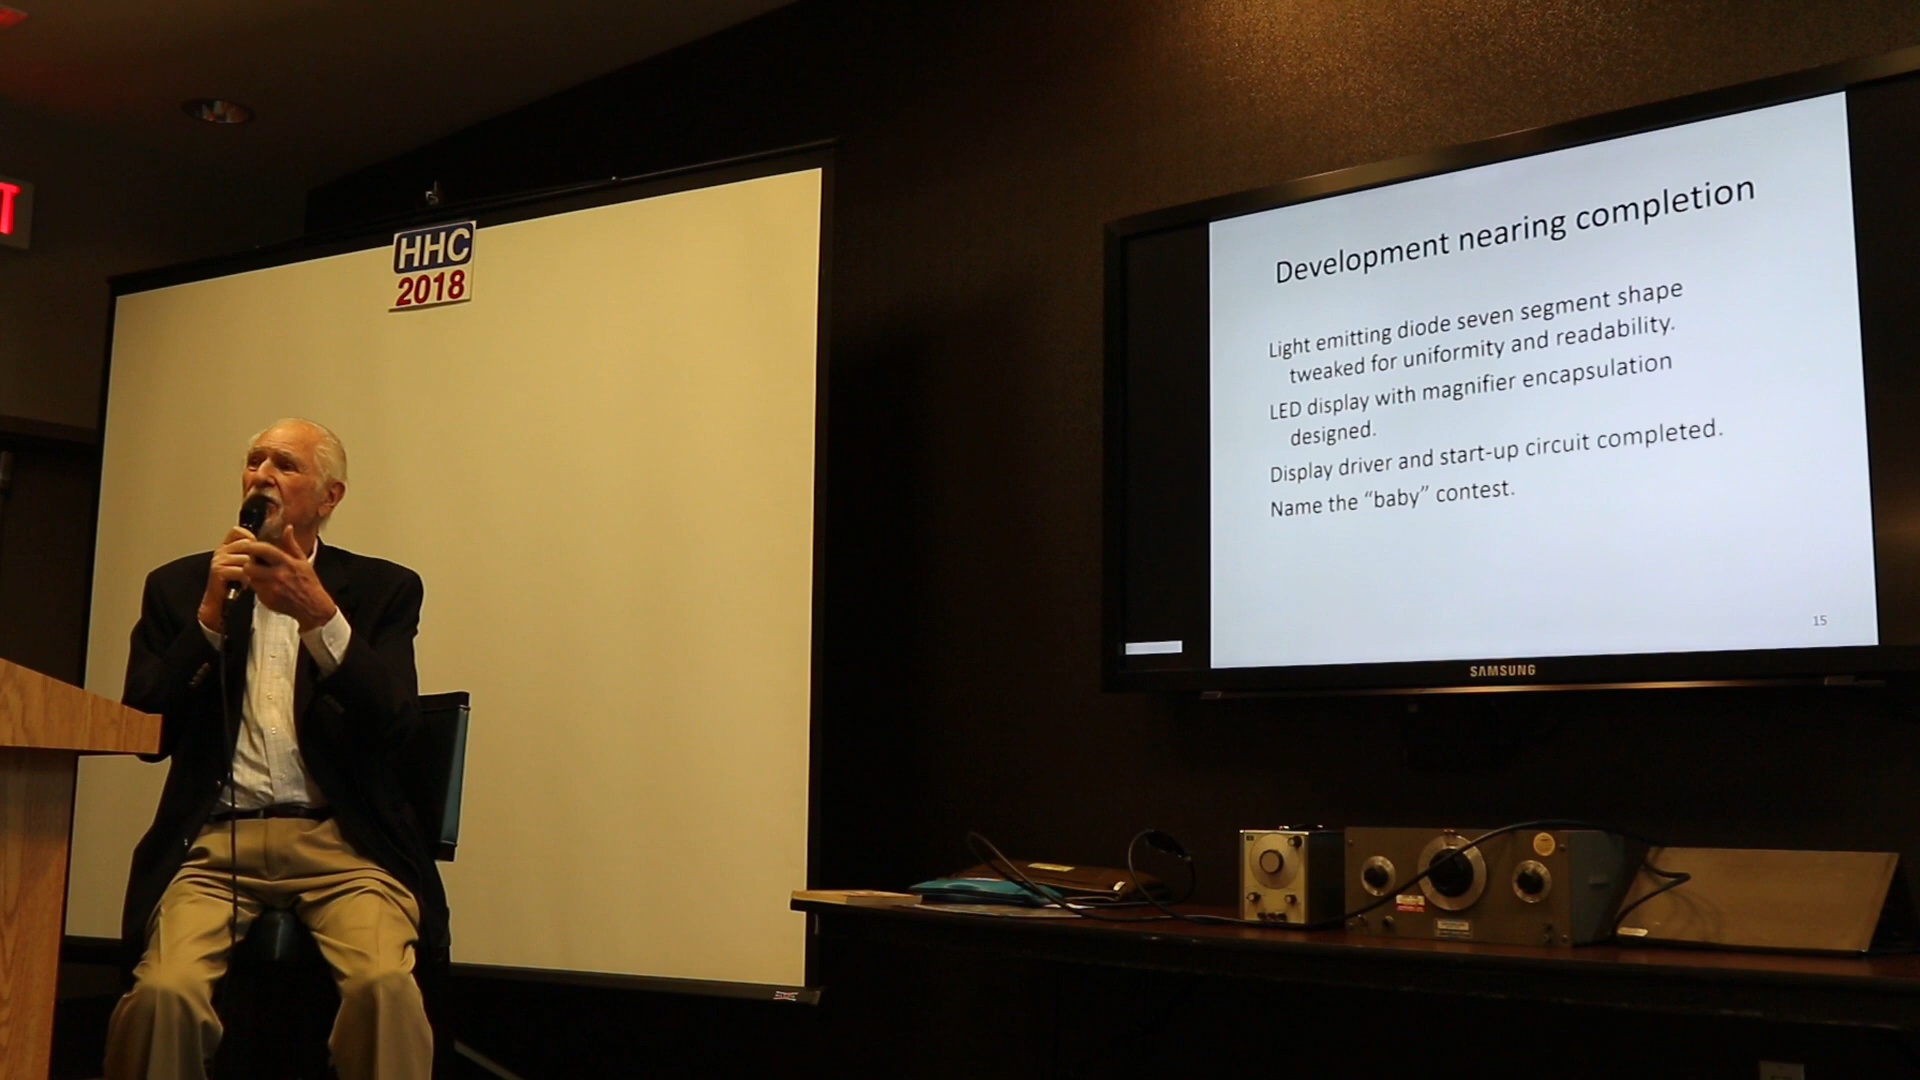 T
HHC
2018
Development nearing completion
Light emitting diode seven segment shape
tweaked for uniformity and readability.
LED display with magnifier encapsulation
designed.
Display driver and start-up circuit completed.
Name the “baby” contest.
15
SAMSUNG